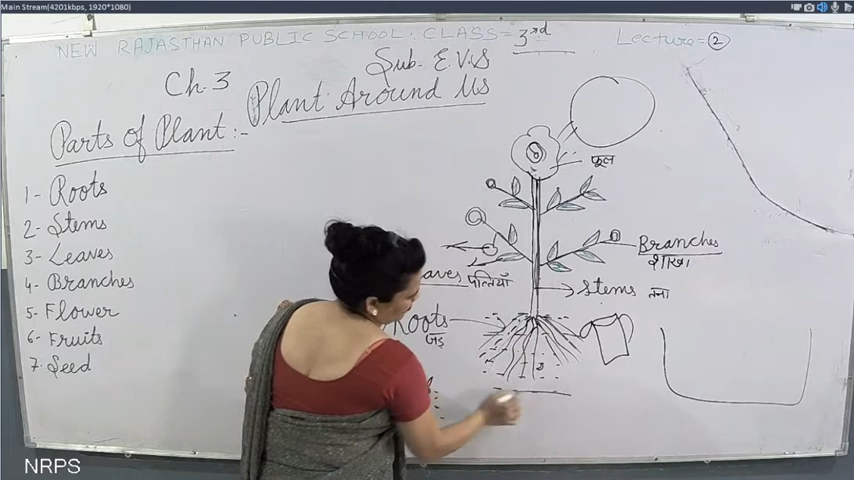 Main Stream(4201kbps, 1920*1080)
NEW RAJASTHAN PUBLIC SCHOOL: CLASS= 3rd
Lecture= 2
Sub- E.V.S
Ch.3
Plant Around Us
Parts of Plant:-
1- Roots
2- Stems
3- Leaves
4- Branches
5- Flower
6- Fruits
7- Seed
फूल
Branches
शाखा
aves पत्तियाँ
Stems तना
Roots
जड़
NRPS